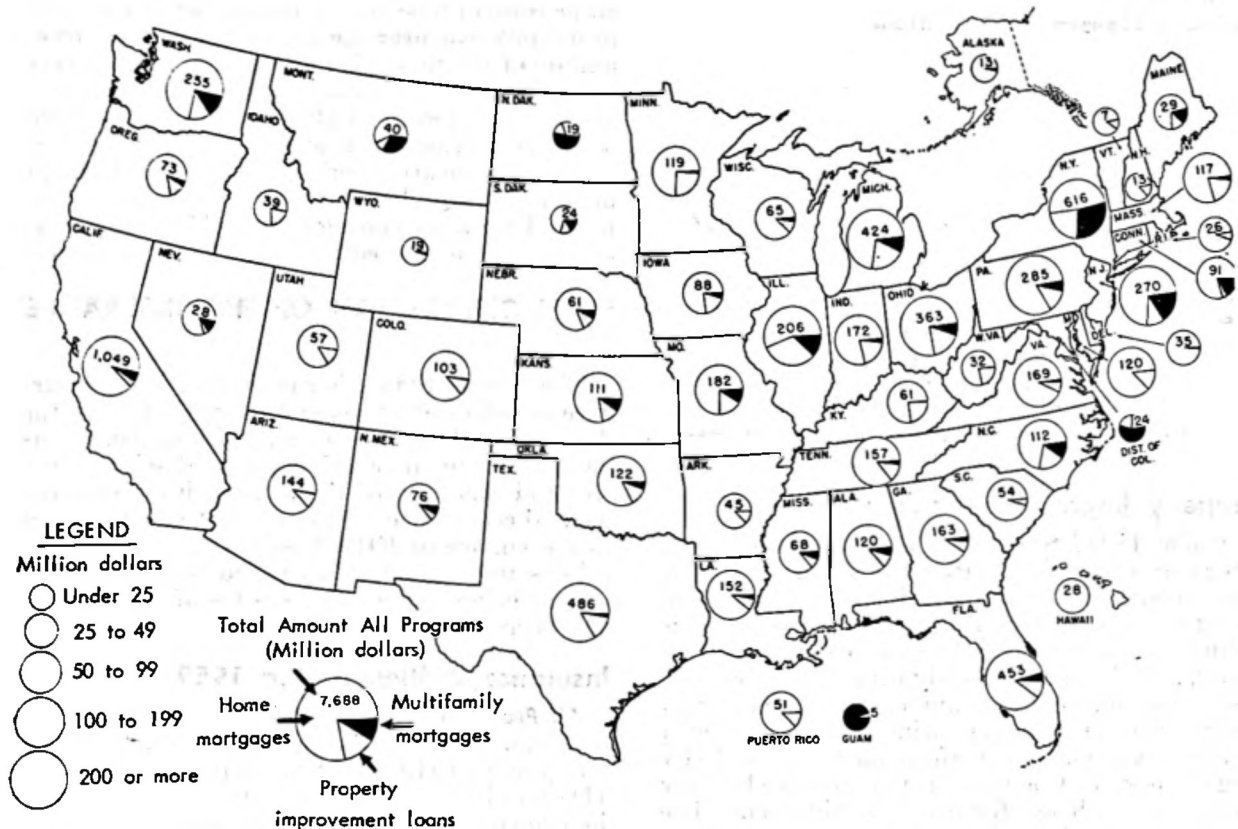 WASH.
255
MONT.
40
IDAHO
39
OREG.
73
N. DAK.
19
MINN.
119
S. DAK.
24
WYO.
19
WISC.
65
MICH.
424
ALASKA
13
MAINE
29
7
VT.
N.H.
13
117
N.Y.
616
MASS.
CONN.
R.I.
26
91
CALIF.
1,049
NEV.
28
UTAH
57
COLO.
103
NEBR.
61
IOWA
88
ILL.
206
IND.
172
OHIO
363
PA.
285
N.J.
270
35
MD.
DEL.
120
W.VA.
32
VA.
169
24
DIST. OF
COL.
KANS.
111
MO.
182
KY.
61
N.C.
112
TENN.
157
ARIZ.
144
N. MEX.
76
OKLA.
122
TEX.
486
ARK.
45
MISS.
68
ALA.
120
GA.
163
S.C.
54
LA.
152
FLA.
453
28
HAWAII
51
PUERTO RICO
5
GUAM
LEGEND
Million dollars
Under 25
25 to 49
50 to 99
100 to 199
200 or more
Total Amount All Programs
(Million dollars)
7,688
Home
mortgages
Multifamily
mortgages
Property
improvement loans